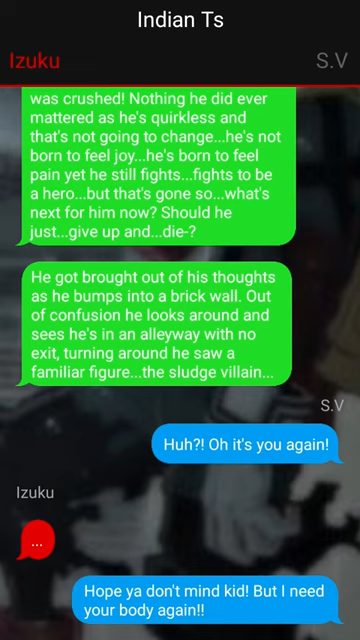 Indian Ts
Izuku
S.V
was crushed! Nothing he did ever
mattered as he's quirkless and
that's not going to change...he's not
born to feel joy...he's born to feel
pain yet he still fights...fights to be
a hero...but that's gone so...what's
next for him now? Should he
just...give up and...die-?
He got brought out of his thoughts
as he bumps into a brick wall. Out
of confusion he looks around and
sees he's in an alleyway with no
exit, turning around he saw a
familiar figure...the sludge villain...
S.V
Huh?! Oh it's you again!
Izuku
...
Hope ya don't mind kid! But I need
your body again!!